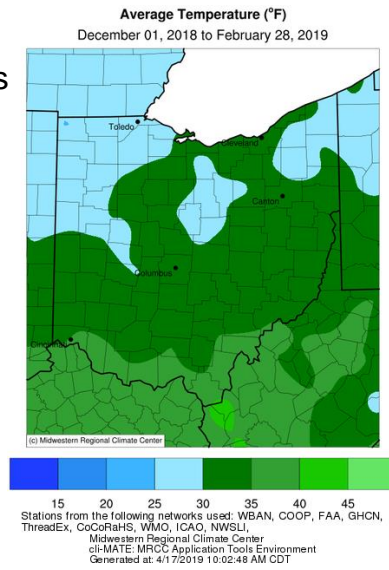 Average Temperature (°F)
December 01, 2018 to February 28, 2019
s
Toledo
Cleveland
Canton
Columbus
Cincinnati
(c) Midwestern Regional Climate Center
15 20 25 30 35 40 45
Stations from the following networks used: WBAN, COOP, FAA, GHCN,
ThreadEx, CoCoRaHS, WMO, ICAO, NWSLI,
Midwestern Regional Climate Center
cli-MATE: MRCC Application Tools Environment
Generated at: 4/17/2019 10:02:48 AM CDT